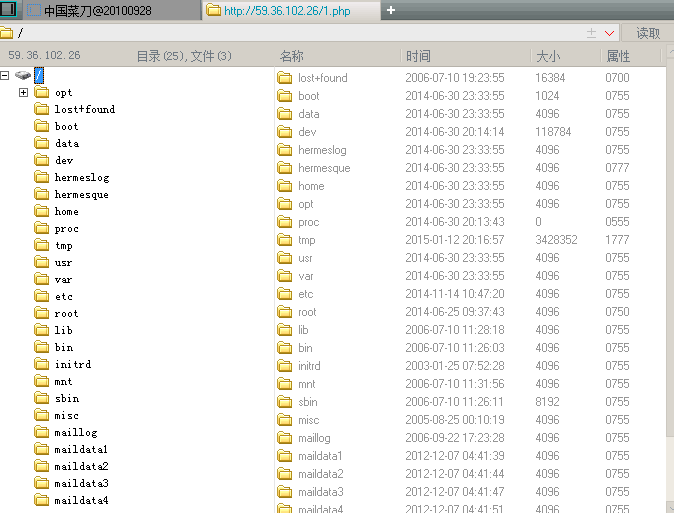 中国菜刀@20100928 http://59.36.102.26/1.php
/ 读取
59.36.102.26 目录(25),文件(3) 名称 时间 大小 属性
/
opt
lost+found
boot
data
dev
hermeslog
hermesque
home
proc
tmp
usr
var
etc
root
lib
bin
initrd
mnt
sbin
misc
maillog
maildata1
maildata2
maildata3
maildata4
lost+found 2006-07-10 19:23:55 16384 0700
boot 2014-06-30 23:33:55 1024 0755
data 2014-06-30 23:33:55 4096 0755
dev 2014-06-30 20:14:14 118784 0755
hermeslog 2014-06-30 23:33:55 4096 0755
hermesque 2014-06-30 23:33:55 4096 0777
home 2014-06-30 23:33:55 4096 0755
opt 2014-06-30 23:33:55 4096 0755
proc 2014-06-30 20:13:43 0 0555
tmp 2015-01-12 20:16:57 3428352 1777
usr 2014-06-30 23:33:55 4096 0755
var 2014-06-30 23:33:55 4096 0755
etc 2014-11-14 10:47:20 4096 0755
root 2014-06-25 09:37:43 4096 0750
lib 2006-07-10 11:28:18 4096 0755
bin 2006-07-10 11:26:03 4096 0755
initrd 2003-01-25 07:52:28 4096 0755
mnt 2006-07-10 11:31:56 4096 0755
sbin 2006-07-10 11:26:11 8192 0755
misc 2005-08-25 00:10:19 4096 0755
maillog 2006-09-22 17:23:28 4096 0755
maildata1 2012-12-07 04:41:39 4096 0755
maildata2 2012-12-07 04:41:44 4096 0755
maildata3 2012-12-07 04:41:47 4096 0755
maildata4 2012-12-07 04:41:51 4096 0755